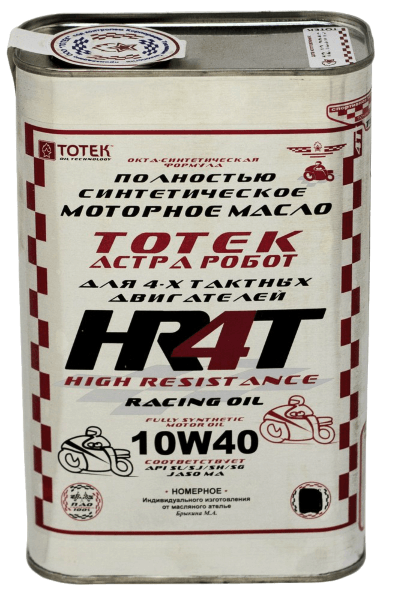 TOTEK
OIL TECHNOLOGY
ОКТА-СИНТЕТИЧЕСКАЯ
ФОРМУЛА
ПОЛНОСТЬЮ
СИНТЕТИЧЕСКОЕ
МОТОРНОЕ МАСЛО
ТОТЕК
АСТРА РОБОТ
ДЛЯ 4-Х ТАКТНЫХ
ДВИГАТЕЛЕЙ
HR4T
HIGH RESISTANCE
RACING OIL
FULLY SYNTHETIC
MOTOR OIL
10W40
СООТВЕТСТВУЕТ
API SL/SJ/SH/SG
JASO MA
ПАО
100%
• НОМЕРНОЕ •
Индивидуального изготовления
от масляного ателье
Брыкина М.А.